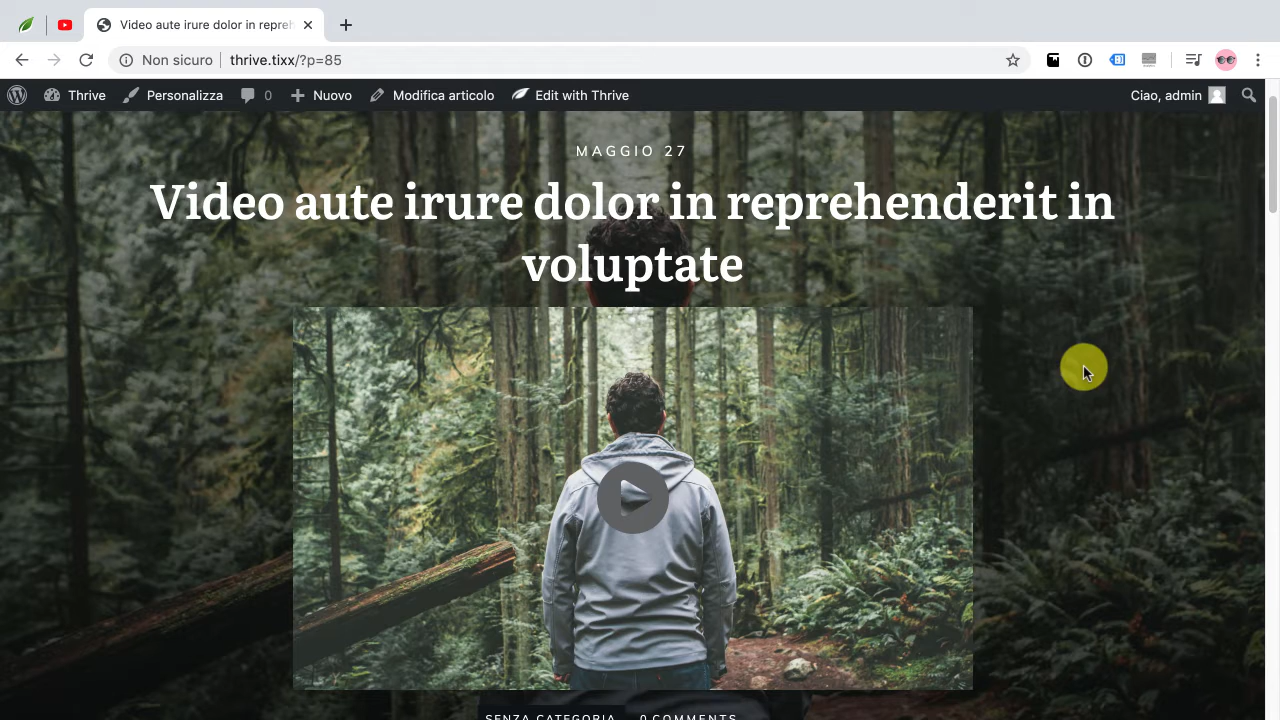 Video aute irure dolor in repreh
Non sicuro thrive.tixx/?p=85
Thrive Personalizza 0 Nuovo Modifica articolo Edit with Thrive Ciao, admin
MAGGIO 27
Video aute irure dolor in reprehenderit in
voluptate
SENZA CATEGORIA 0 COMMENTS